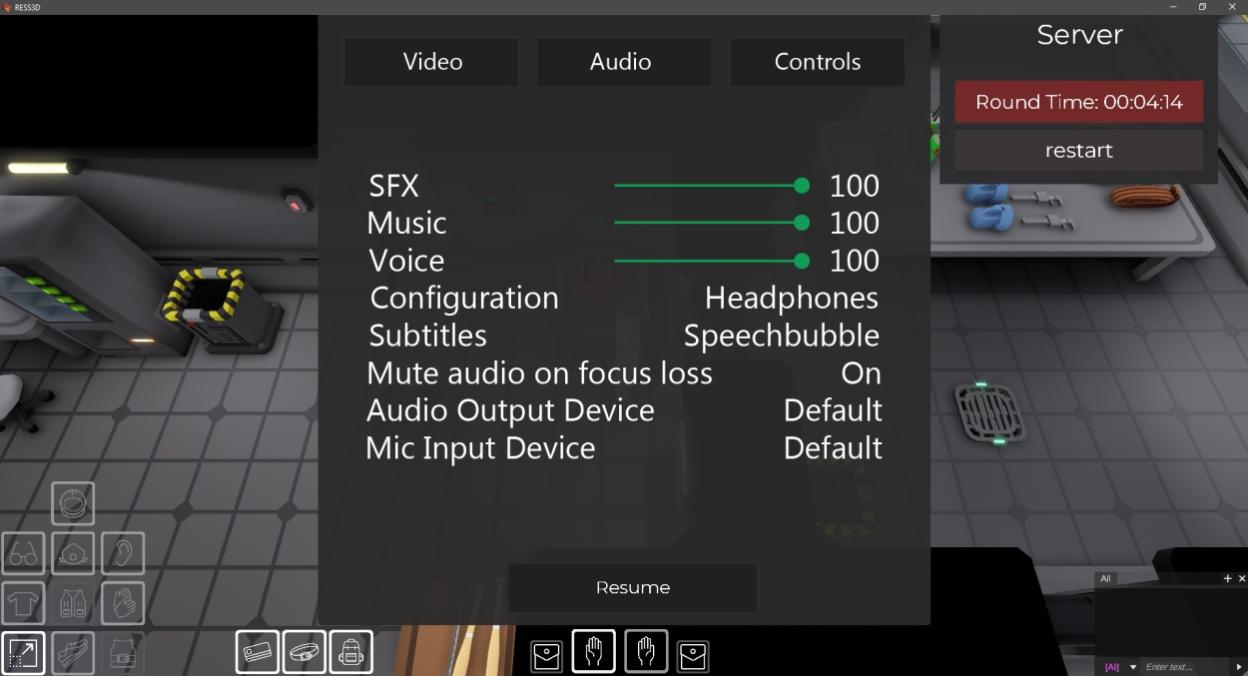 RESS3D
Video
Audio
Controls
SFX 100
Music 100
Voice 100
Configuration Headphones
Subtitles Speechbubble
Mute audio on focus loss On
Audio Output Device Default
Mic Input Device Default
Resume
Server
Round Time: 00:04:14
restart
All
[All] Enter text...